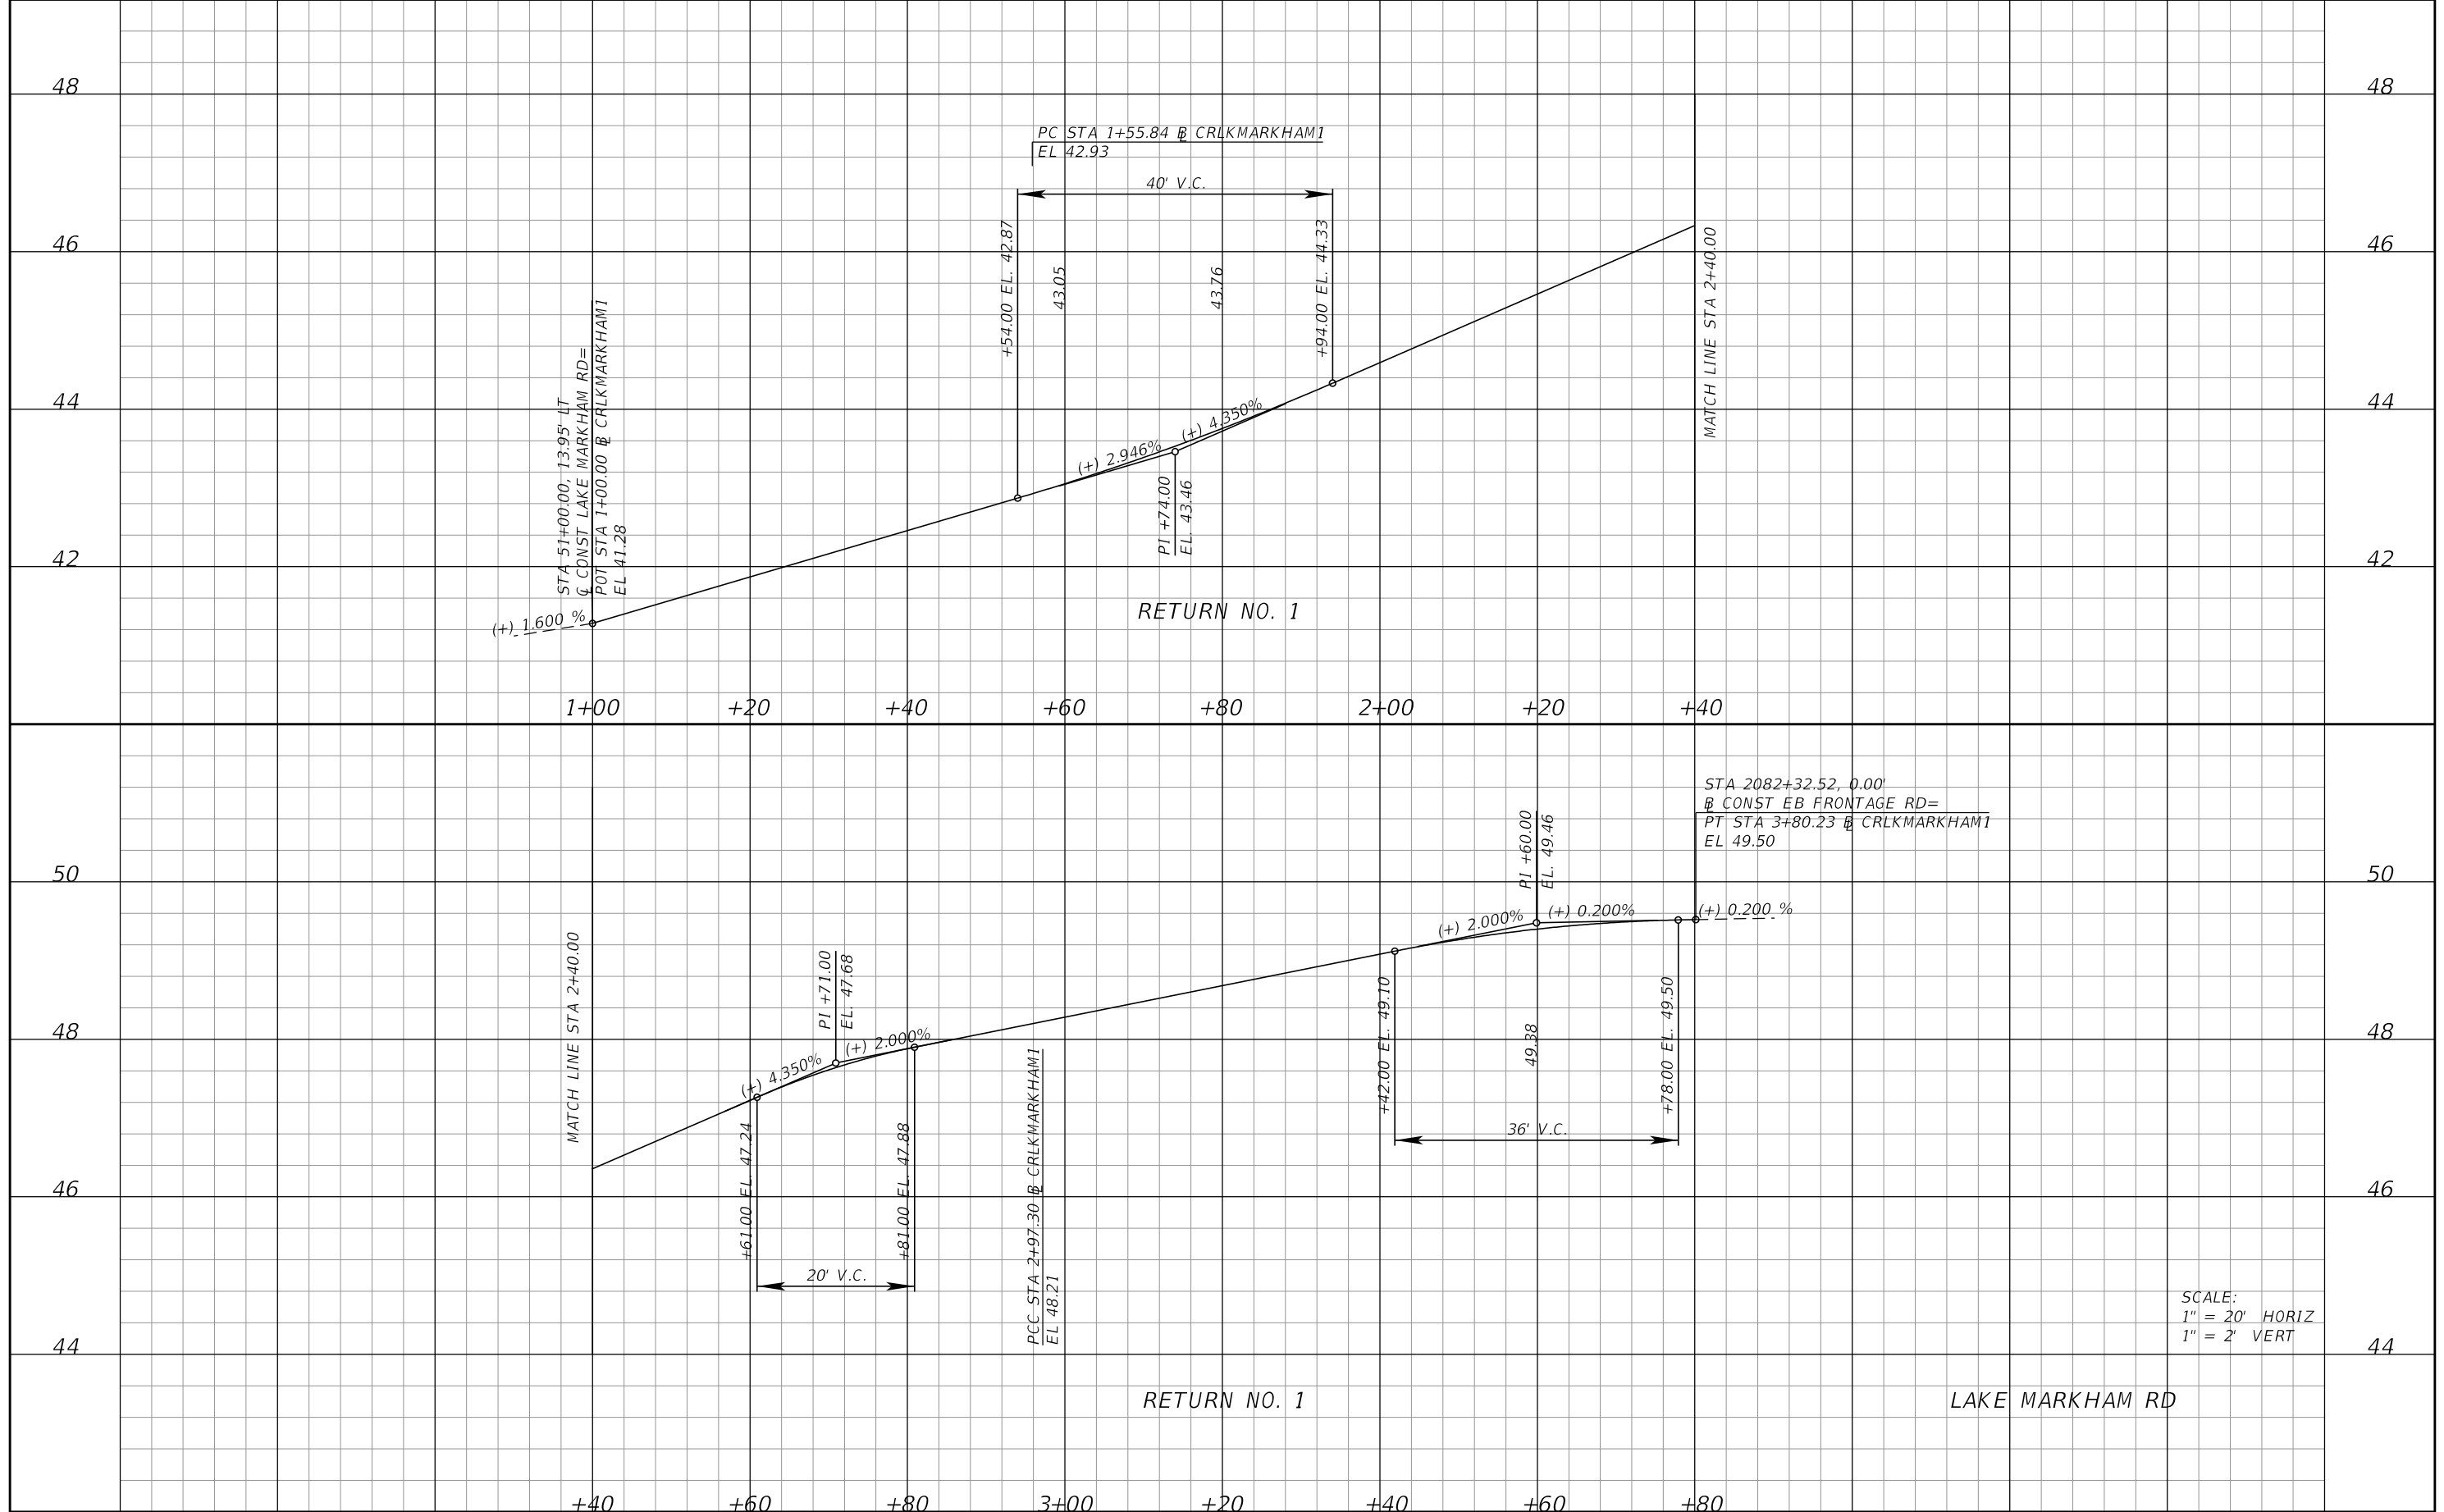 48
48
PC STA 1+55.84 ⅊ CRLKMARKHAM1
EL 42.93
40' V.C.
46
46
+54.00 EL. 42.87
43.05
43.76
+94.00 EL. 44.33
MATCH LINE STA 2+40.00
STA 51+00.00, 13.95' LT
℄ CONST LAKE MARKHAM RD=
POT STA 1+00.00 ⅊ CRLKMARKHAM1
EL 41.28
44
44
(+) 2.946%
(+) 4.350%
PI +74.00
EL. 43.46
42
42
(+) 1.600 %
RETURN NO. 1
1+00
+20
+40
+60
+80
2+00
+20
+40
STA 2082+32.52, 0.00'
⅊ CONST EB FRONTAGE RD=
PT STA 3+80.23 ⅊ CRLKMARKHAM1
EL 49.50
50
50
PI +60.00
EL. 49.46
(+) 2.000%
(+) 0.200%
(+) 0.200 %
MATCH LINE STA 2+40.00
PI +71.00
EL. 47.68
48
48
(+) 4.350%
(+) 2.000%
+42.00 EL. 49.10
49.38
+78.00 EL. 49.50
36' V.C.
+61.00 EL. 47.24
+81.00 EL. 47.88
20' V.C.
PCC STA 2+97.30 ⅊ CRLKMARKHAM1
EL 48.21
46
46
SCALE:
1" = 20' HORIZ
1" = 2' VERT
44
44
RETURN NO. 1
LAKE MARKHAM RD
+40
+60
+80
3+00
+20
+40
+60
+80